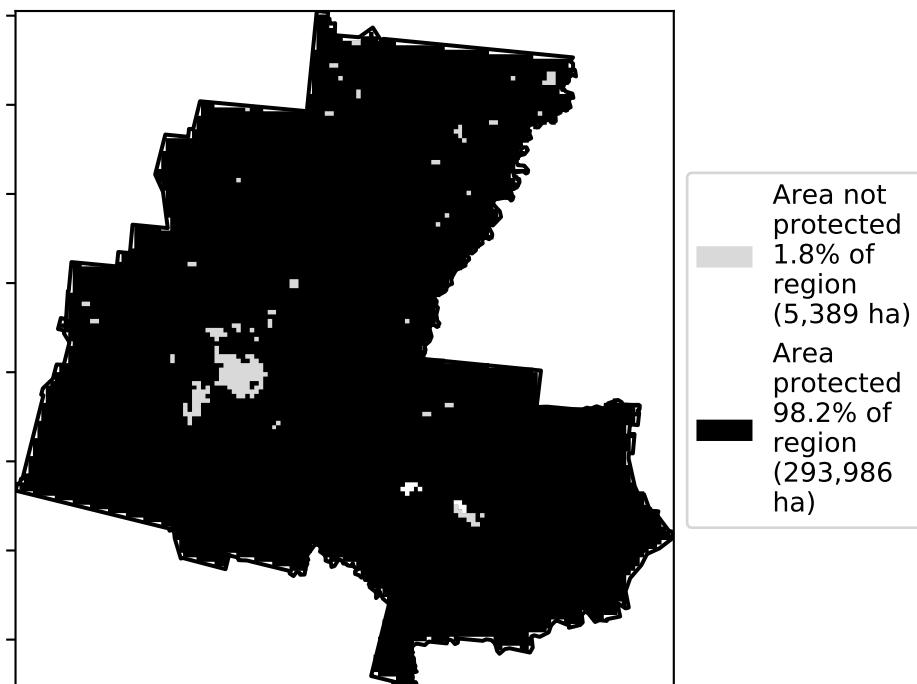 Area not
protected
1.8% of
region
(5,389 ha)
Area
protected
98.2% of
region
(293,986
ha)